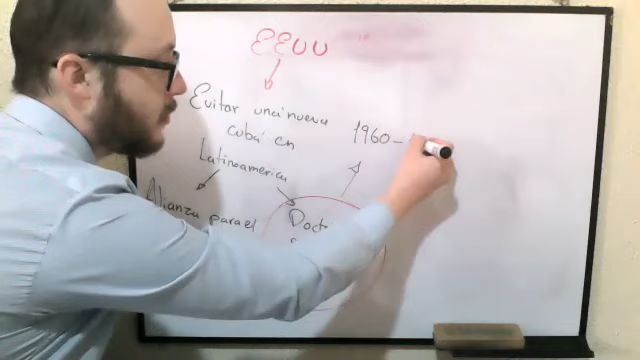 EEUU
Evitar una nueva
cuba en
Latinoamerica
1960-
Alianza para el
Doct